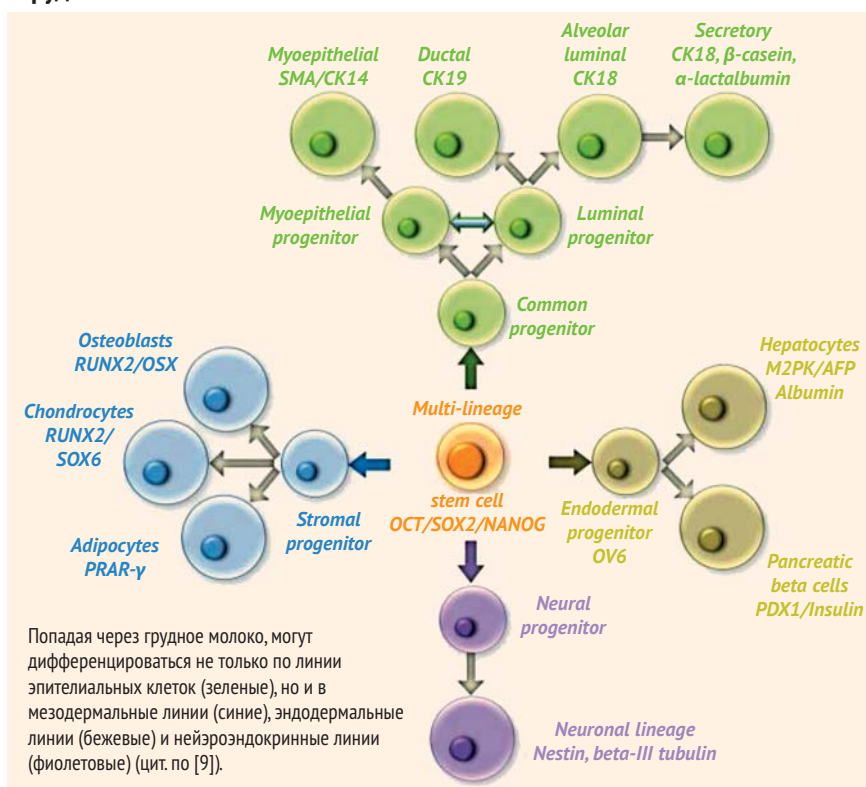 Myoepithelial
SMA/CK14
Ductal
CK19
Alveolar
luminal
CK18
Secretory
CK18, β-casein,
α-lactalbumin
Myoepithelial
progenitor
Luminal
progenitor
Common
progenitor
Osteoblasts
RUNX2/OSX
Chondrocytes
RUNX2/
SOX6
Adipocytes
PRAR-γ
Stromal
progenitor
Multi-lineage
stem cell
OCT/SOX2/NANOG
Endodermal
progenitor
OV6
Hepatocytes
M2PK/AFP
Albumin
Pancreatic
beta cells
PDX1/Insulin
Neural
progenitor
Neuronal lineage
Nestin, beta-III tubulin
Попадая через грудное молоко, могут
дифференцироваться не только по линии
эпителиальных клеток (зеленые), но и в
мезодермальные линии (синие), эндодермальные
линии (бежевые) и нейэроэндокринные линии
(фиолетовые) (цит. по [9]).